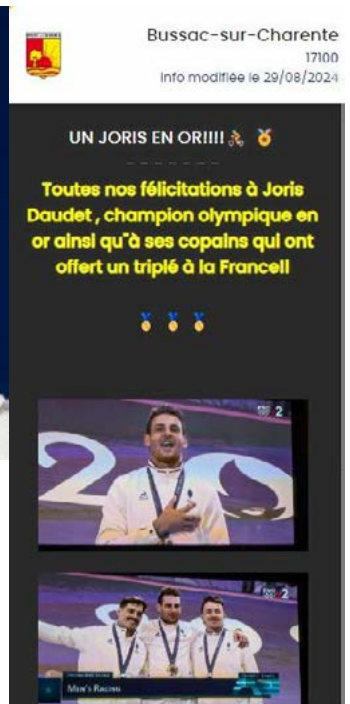 Bussac-sur-Charente
17100
Info modifiée le 29/08/2024
UN JORIS EN OR!!!! 🚴 🏅
_ _ _ _ _ _ _
Toutes nos félicitations à Joris
Daudet , champion olympique en
or ainsi qu"à ses copains qui ont
offert un triplé à la France!!
🏅 🏅 🏅
2
20
2
MEN'S RACING